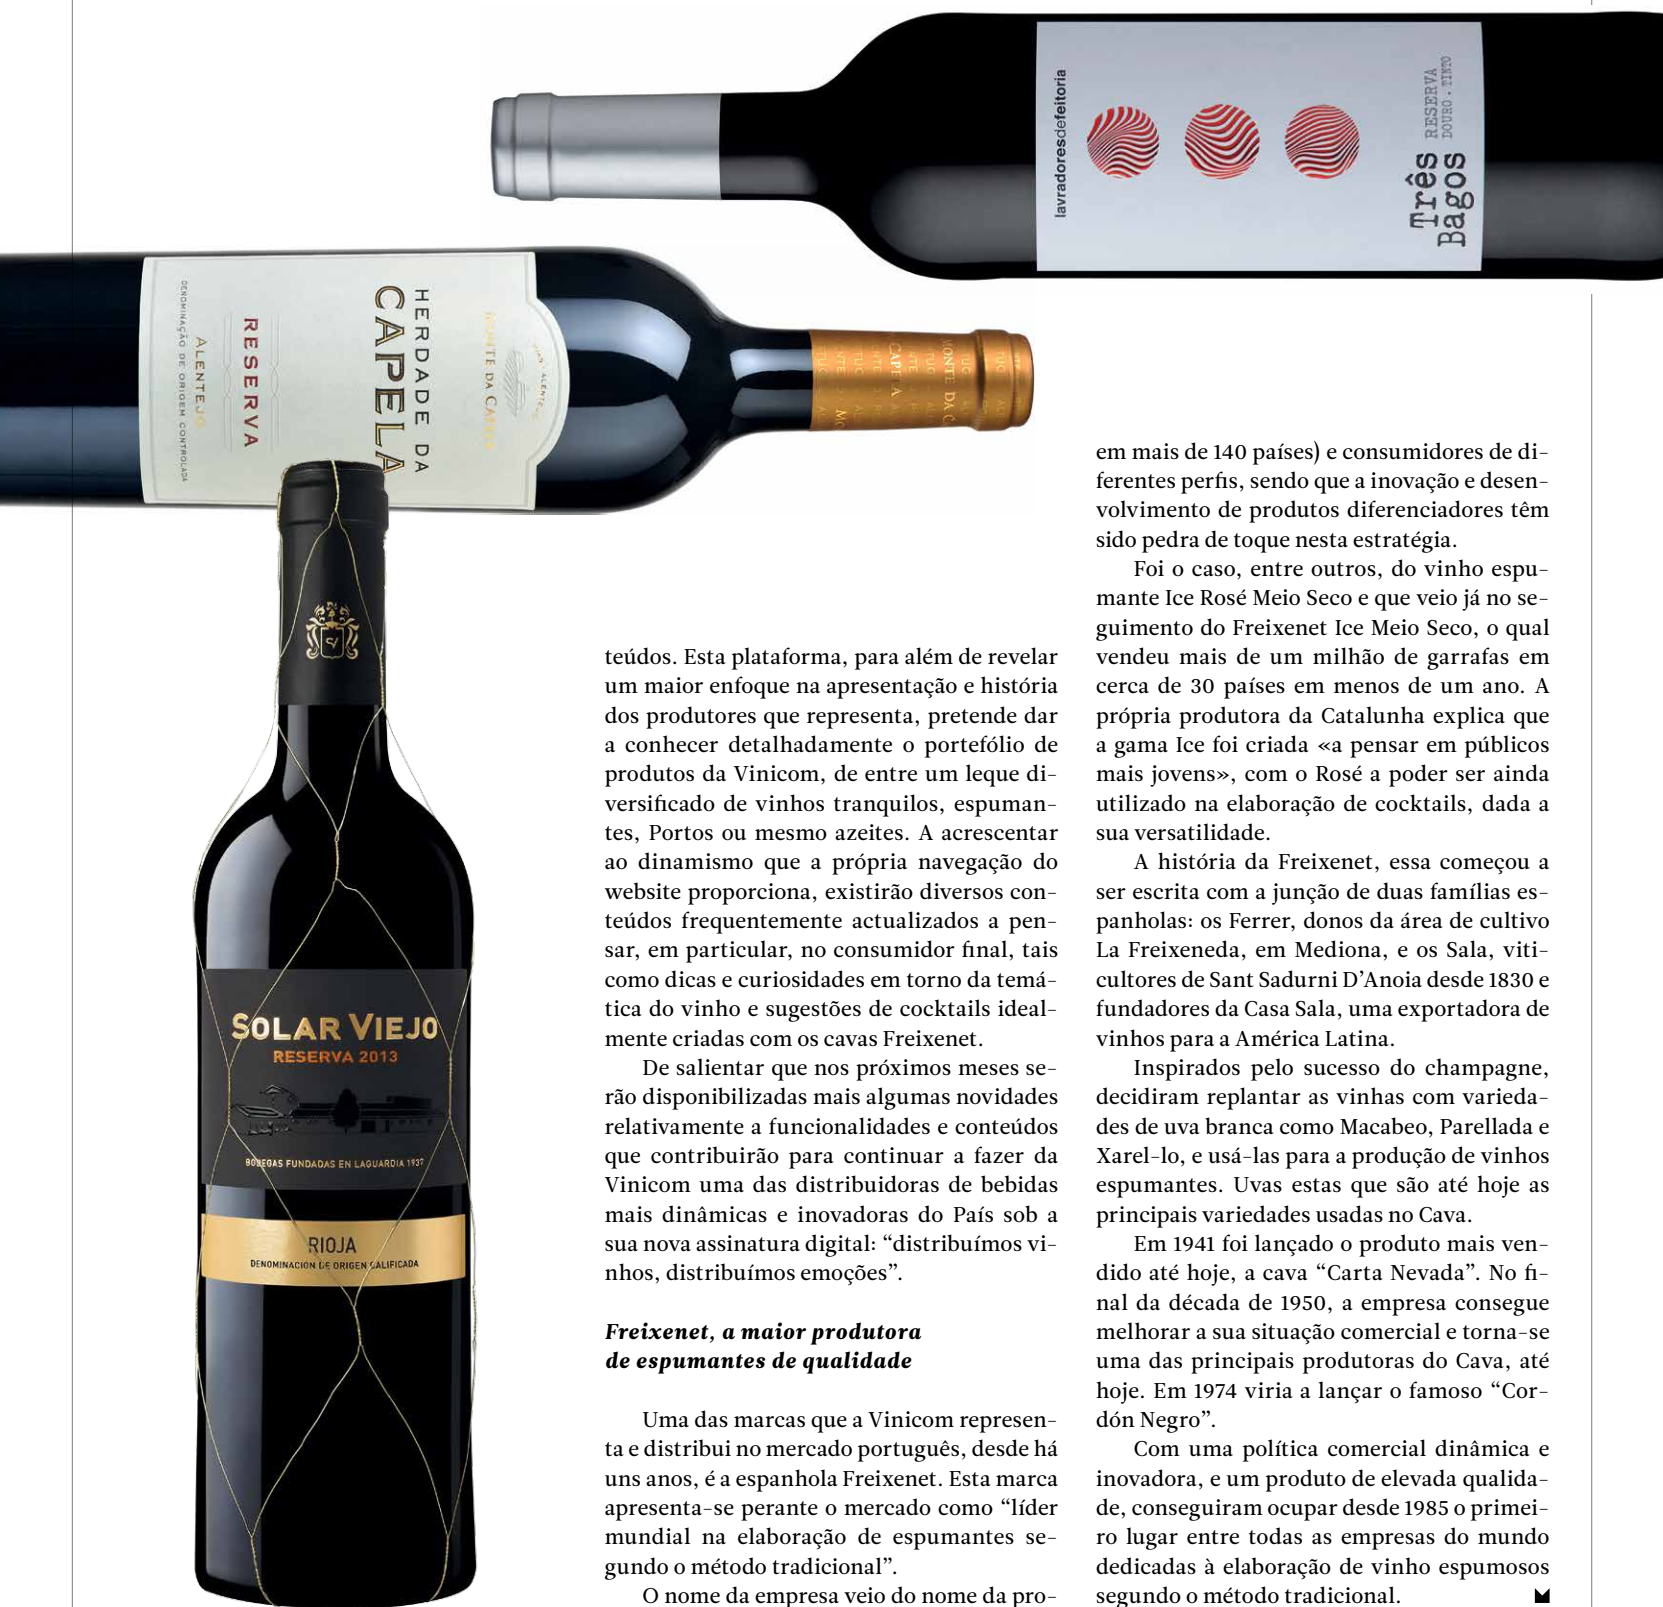 lavradoresdefeitoria
Três
Bagos
RESERVA
DOURO . TINTO
MONTE DA CAPELA
HERDADE DA
CAPELA
RESERVA
ALENTEJO
DENOMINAÇÃO DE ORIGEM CONTROLADA
MONTE DA C
CAPELA
SV
SOLAR VIEJO
RESERVA 2013
BODEGAS FUNDADAS EN LAGUARDIA 1937
RIOJA
DENOMINACIÓN DE ORIGEN CALIFICADA
teúdos. Esta plataforma, para além de revelar
um maior enfoque na apresentação e história
dos produtores que representa, pretende dar
a conhecer detalhadamente o portefólio de
produtos da Vinicom, de entre um leque di-
versificado de vinhos tranquilos, espuman-
tes, Portos ou mesmo azeites. A acrescentar
ao dinamismo que a própria navegação do
website proporciona, existirão diversos con-
teúdos frequentemente actualizados a pen-
sar, em particular, no consumidor final, tais
como dicas e curiosidades em torno da temá-
tica do vinho e sugestões de cocktails ideal-
mente criadas com os cavas Freixenet.
De salientar que nos próximos meses se-
rão disponibilizadas mais algumas novidades
relativamente a funcionalidades e conteúdos
que contribuirão para continuar a fazer da
Vinicom uma das distribuidoras de bebidas
mais dinâmicas e inovadoras do País sob a
sua nova assinatura digital: “distribuímos vi-
nhos, distribuímos emoções”.
Freixenet, a maior produtora
de espumantes de qualidade
Uma das marcas que a Vinicom represen-
ta e distribui no mercado português, desde há
uns anos, é a espanhola Freixenet. Esta marca
apresenta-se perante o mercado como “líder
mundial na elaboração de espumantes se-
gundo o método tradicional”.
O nome da empresa veio do nome da pro-
em mais de 140 países) e consumidores de di-
ferentes perfis, sendo que a inovação e desen-
volvimento de produtos diferenciadores têm
sido pedra de toque nesta estratégia.
Foi o caso, entre outros, do vinho espu-
mante Ice Rosé Meio Seco e que veio já no se-
guimento do Freixenet Ice Meio Seco, o qual
vendeu mais de um milhão de garrafas em
cerca de 30 países em menos de um ano. A
própria produtora da Catalunha explica que
a gama Ice foi criada «a pensar em públicos
mais jovens», com o Rosé a poder ser ainda
utilizado na elaboração de cocktails, dada a
sua versatilidade.
A história da Freixenet, essa começou a
ser escrita com a junção de duas famílias es-
panholas: os Ferrer, donos da área de cultivo
La Freixeneda, em Mediona, e os Sala, viti-
cultores de Sant Sadurni D’Anoia desde 1830 e
fundadores da Casa Sala, uma exportadora de
vinhos para a América Latina.
Inspirados pelo sucesso do champagne,
decidiram replantar as vinhas com varieda-
des de uva branca como Macabeo, Parellada e
Xarel-lo, e usá-las para a produção de vinhos
espumantes. Uvas estas que são até hoje as
principais variedades usadas no Cava.
Em 1941 foi lançado o produto mais ven-
dido até hoje, a cava “Carta Nevada”. No fi-
nal da década de 1950, a empresa consegue
melhorar a sua situação comercial e torna-se
uma das principais produtoras do Cava, até
hoje. Em 1974 viria a lançar o famoso “Cor-
dón Negro”.
Com uma política comercial dinâmica e
inovadora, e um produto de elevada qualida-
de, conseguiram ocupar desde 1985 o primei-
ro lugar entre todas as empresas do mundo
dedicadas à elaboração de vinho espumosos
segundo o método tradicional.